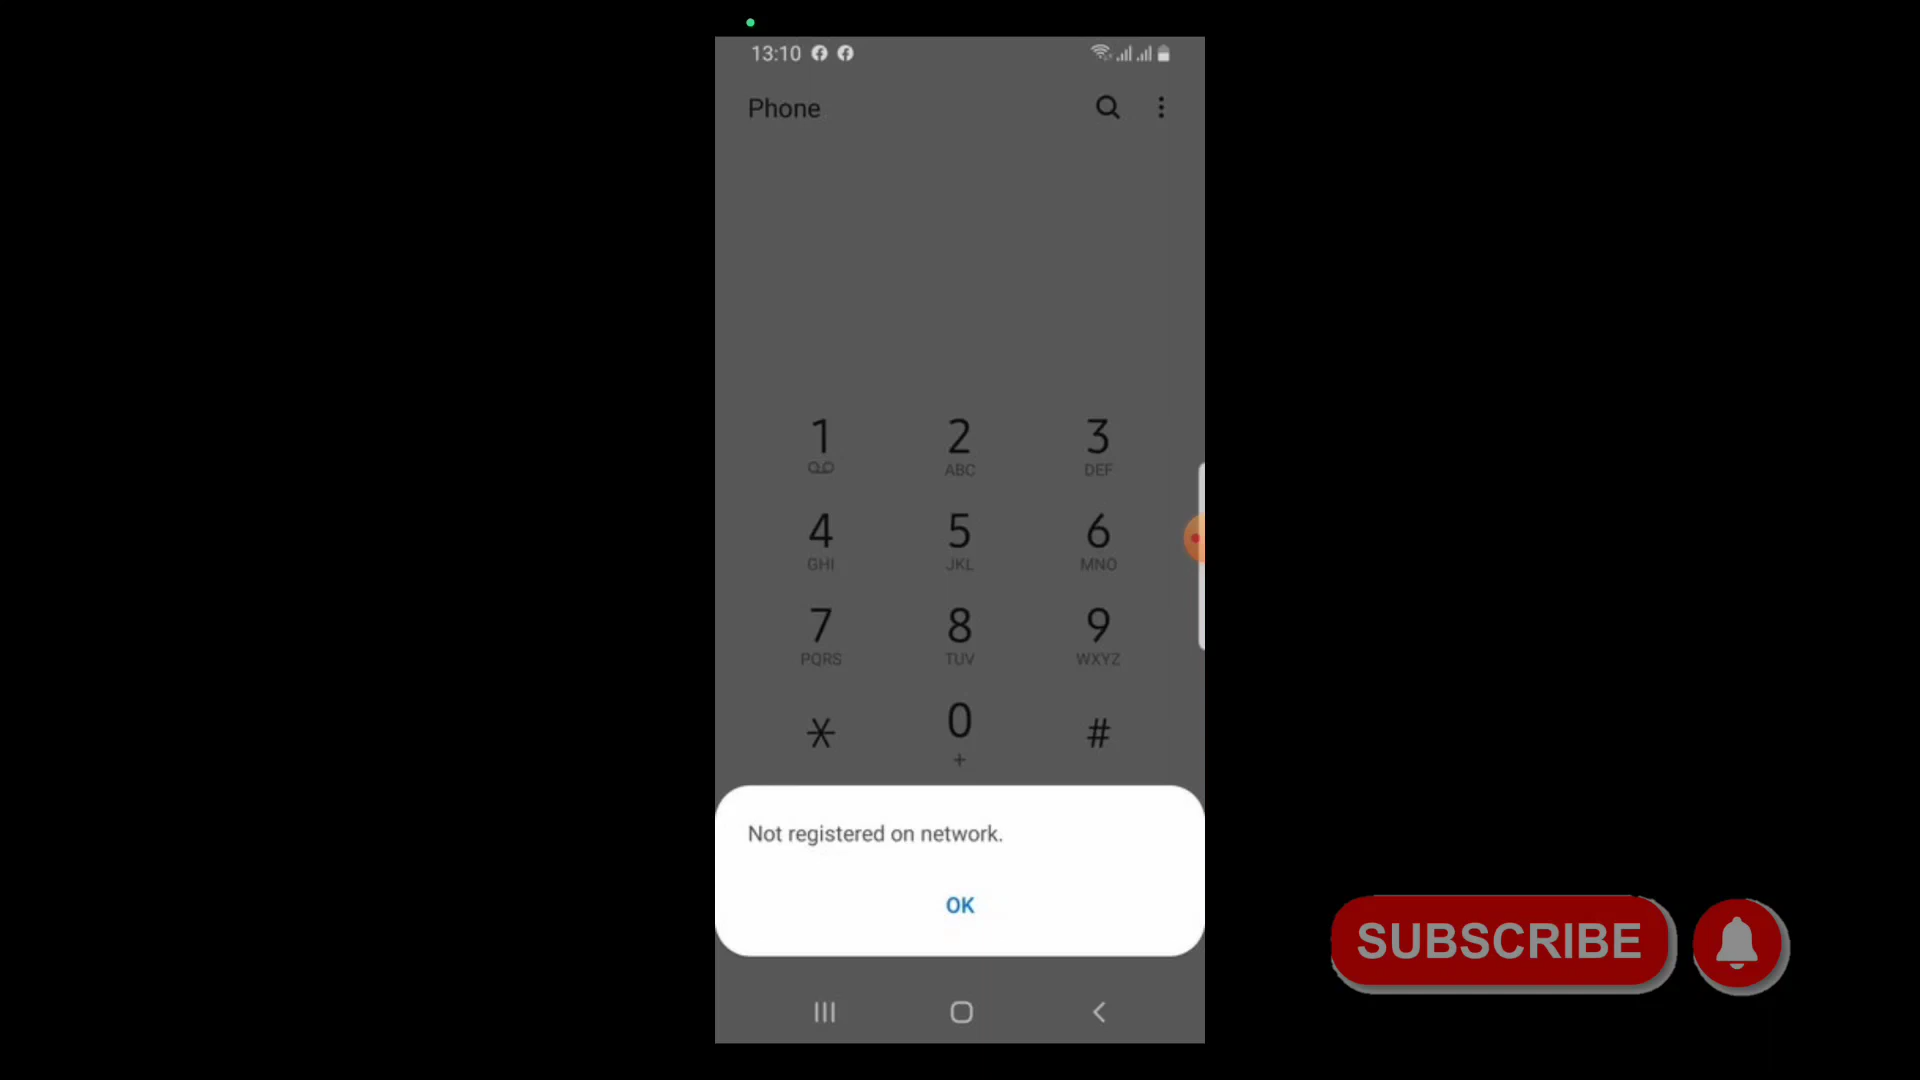 13:10
Phone
1 2 3
ABC DEF
4 5 6
GHI JKL MNO
7 8 9
PQRS TUV WXYZ
* 0 #
+
Not registered on network.
OK
SUBSCRIBE